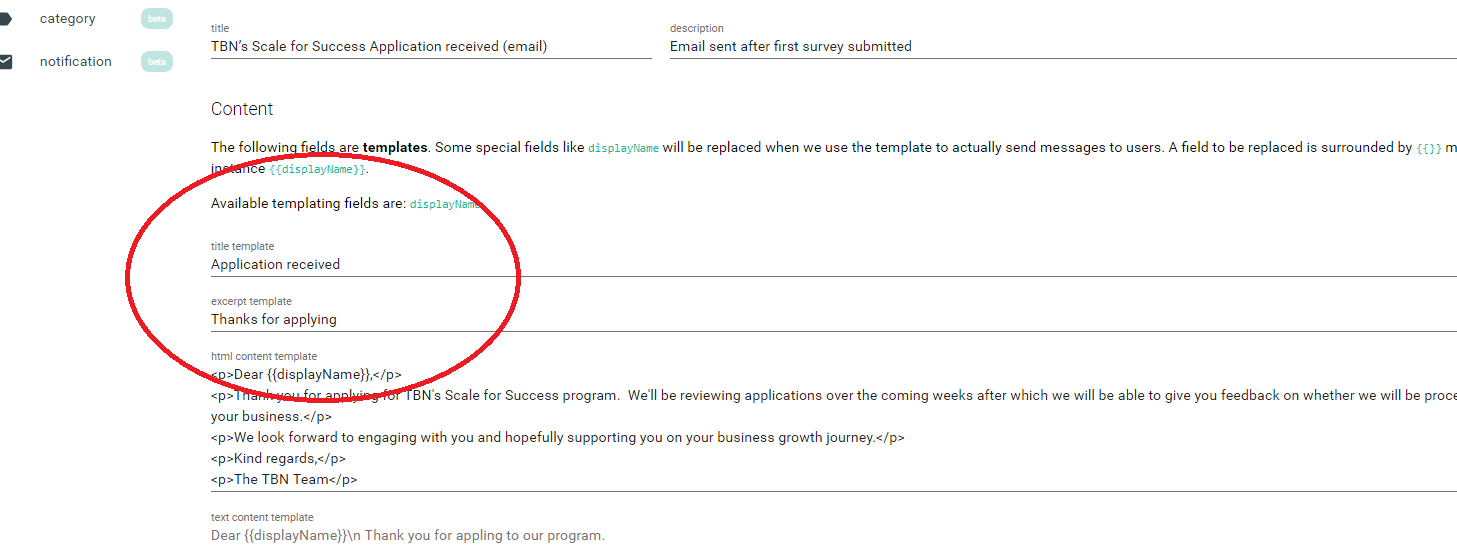 category beta
notification beta
title
TBN’s Scale for Success Application received (email)
description
Email sent after first survey submitted
Content
The following fields are templates. Some special fields like displayName will be replaced when we use the template to actually send messages to users. A field to be replaced is surrounded by {{}} m
instance {{displayName}}.
Available templating fields are: displayName
title template
Application received
excerpt template
Thanks for applying
html content template
<p>Dear {{displayName}},</p>
<p>Thank you for applying for TBN's Scale for Success program.  We'll be reviewing applications over the coming weeks after which we will be able to give you feedback on whether we will be proce
your business.</p>
<p>We look forward to engaging with you and hopefully supporting you on your business growth journey.</p>
<p>Kind regards,</p>
<p>The TBN Team</p>
text content template
Dear {{displayName}}\n Thank you for appling to our program.